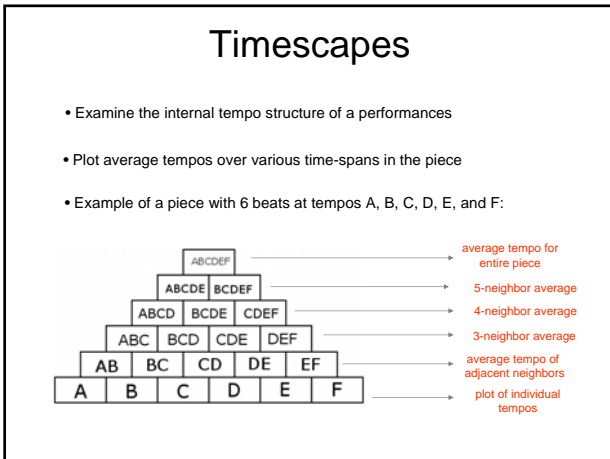 Timescapes
• Examine the internal tempo structure of a performances
• Plot average tempos over various time-spans in the piece
• Example of a piece with 6 beats at tempos A, B, C, D, E, and F:
ABCDEF
average tempo for
entire piece
ABCDE BCDEF
5-neighbor average
ABCD BCDE CDEF
4-neighbor average
ABC BCD CDE DEF
3-neighbor average
AB BC CD DE EF
average tempo of
adjacent neighbors
A B C D E F
plot of individual
tempos